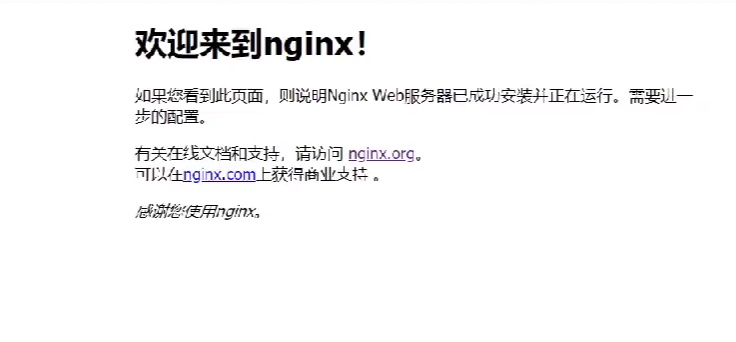 欢迎来到nginx！
如果您看到此页面，则说明Nginx Web服务器已成功安装并正在运行。需要进一
步的配置。
有关在线文档和支持，请访问 nginx.org。
可以在nginx.com上获得商业支持 。
感谢您使用nginx。